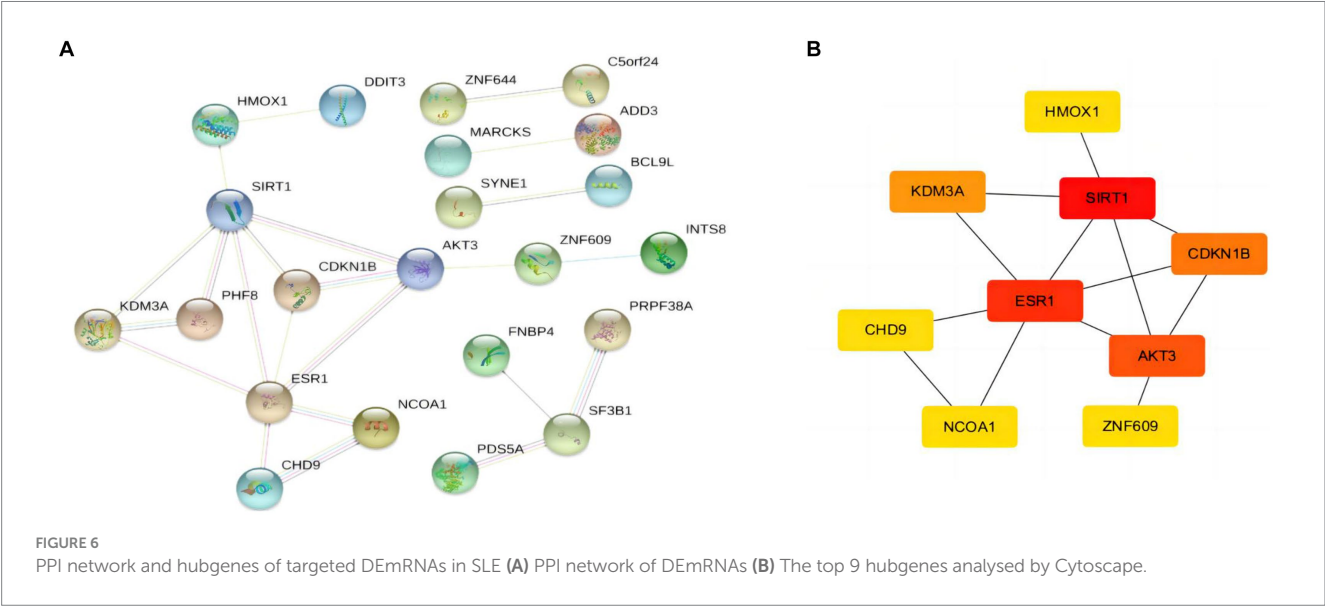 A
HMOX1
DDIT3
ZNF644
C5orf24
MARCKS
ADD3
SYNE1
BCL9L
SIRT1
AKT3
ZNF609
INTS8
CDKN1B
KDM3A
PHF8
FNBP4
PRPF38A
ESR1
NCOA1
SF3B1
CHD9
PDS5A
B
HMOX1
KDM3A
SIRT1
CDKN1B
ESR1
CHD9
AKT3
NCOA1
ZNF609
FIGURE 6
PPI network and hubgenes of targeted DEmRNAs in SLE (A) PPI network of DEmRNAs (B) The top 9 hubgenes analysed by Cytoscape.